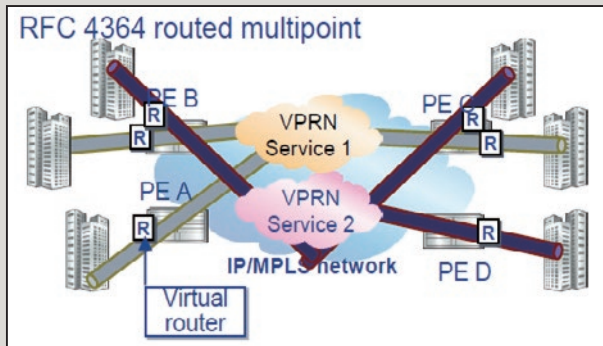 RFC 4364 routed multipoint
PE B
PE C
R
R
R
R
VPRN
Service 1
PE A
VPRN
Service 2
R
R
IP/MPLS network
PE D
Virtual
router